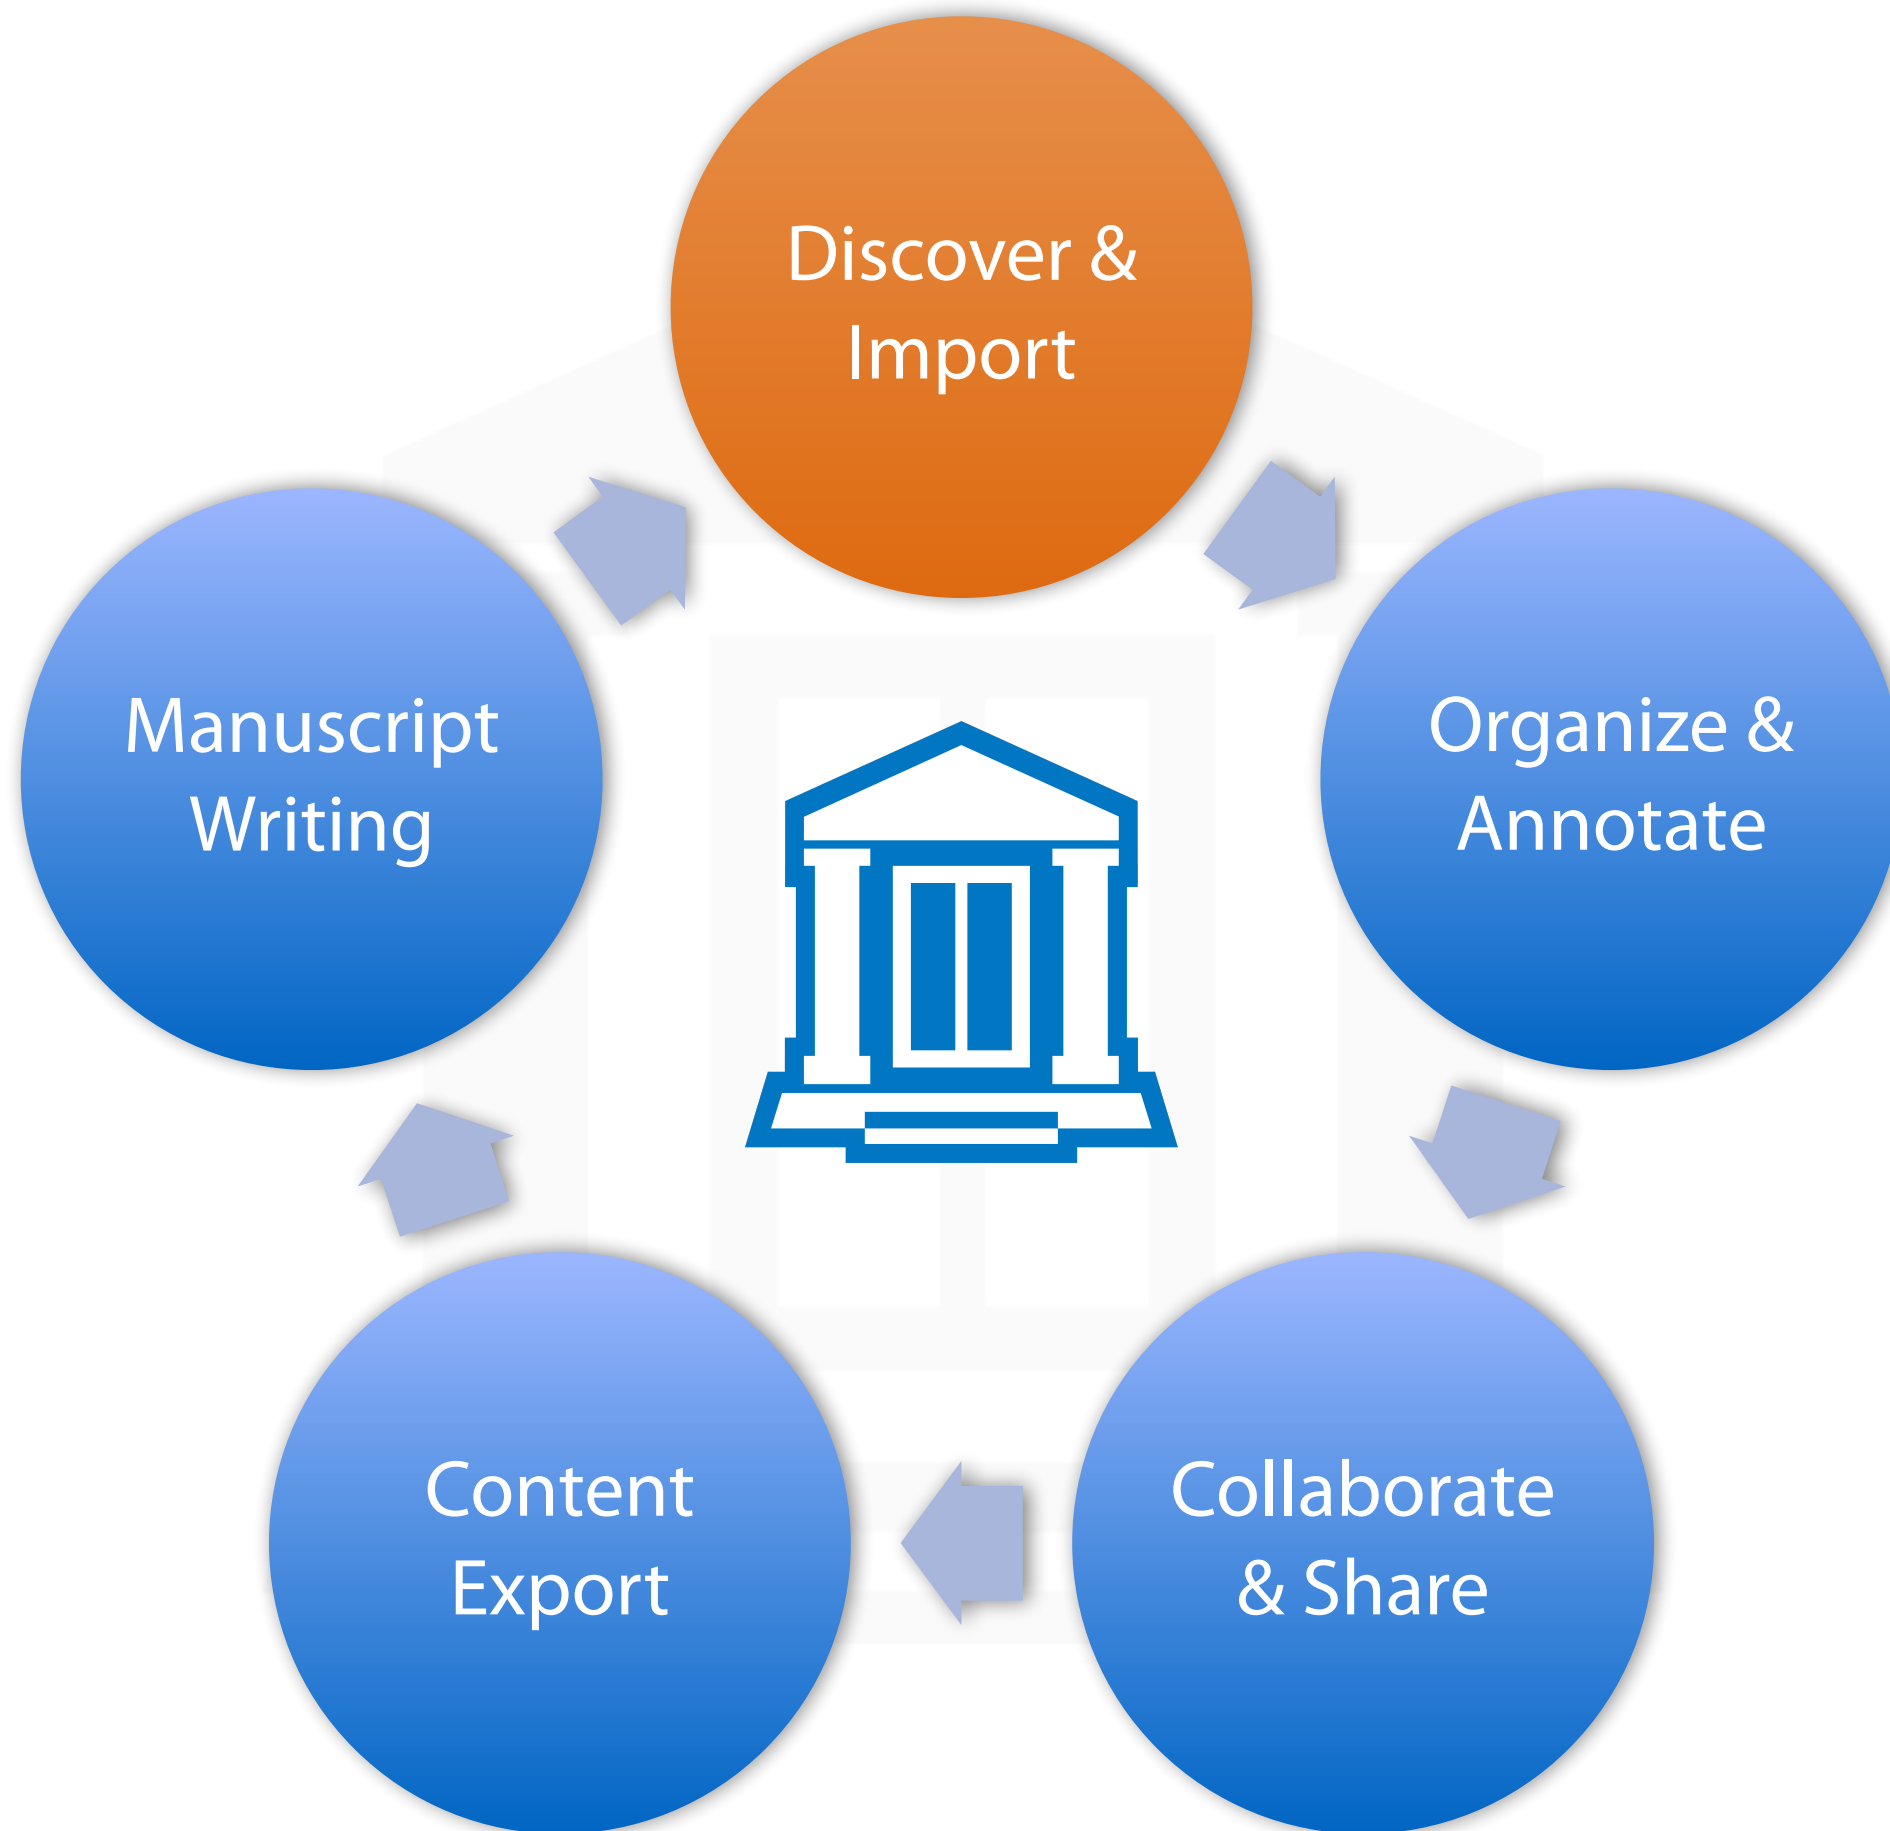 Discover &
Import
Organize &
Annotate
Collaborate
& Share
Content
Export
Manuscript
Writing